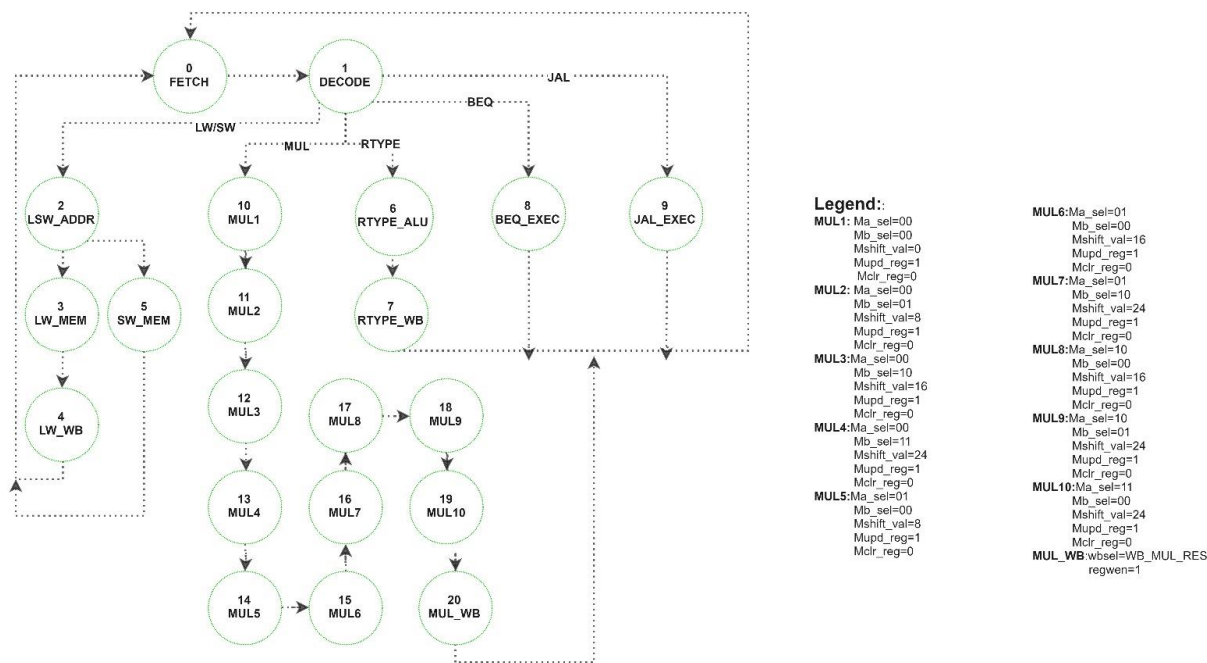 0
FETCH
1
DECODE
JAL
BEQ
LW/SW
MUL
RTYPE
2
LSW_ADDR
10
MUL1
6
RTYPE_ALU
8
BEQ_EXEC
9
JAL_EXEC
3
LW_MEM
5
SW_MEM
11
MUL2
7
RTYPE_WB
4
LW_WB
12
MUL3
17
MUL8
18
MUL9
13
MUL4
16
MUL7
19
MUL10
14
MUL5
15
MUL6
20
MUL_WB
Legend::
MUL1: Ma_sel=00
Mb_sel=00
Mshift_val=0
Mupd_reg=1
Mclr_reg=0
MUL2: Ma_sel=00
Mb_sel=01
Mshift_val=8
Mupd_reg=1
Mclr_reg=0
MUL3:Ma_sel=00
Mb_sel=10
Mshift_val=16
Mupd_reg=1
Mclr_reg=0
MUL4:Ma_sel=00
Mb_sel=11
Mshift_val=24
Mupd_reg=1
Mclr_reg=0
MUL5:Ma_sel=01
Mb_sel=00
Mshift_val=8
Mupd_reg=1
Mclr_reg=0
MUL6:Ma_sel=01
Mb_sel=00
Mshift_val=16
Mupd_reg=1
Mclr_reg=0
MUL7:Ma_sel=01
Mb_sel=10
Mshift_val=24
Mupd_reg=1
Mclr_reg=0
MUL8:Ma_sel=10
Mb_sel=00
Mshift_val=16
Mupd_reg=1
Mclr_reg=0
MUL9:Ma_sel=10
Mb_sel=01
Mshift_val=24
Mupd_reg=1
Mclr_reg=0
MUL10:Ma_sel=11
Mb_sel=00
Mshift_val=24
Mupd_reg=1
Mclr_reg=0
MUL_WB:wbsel=WB_MUL_RES
regwen=1